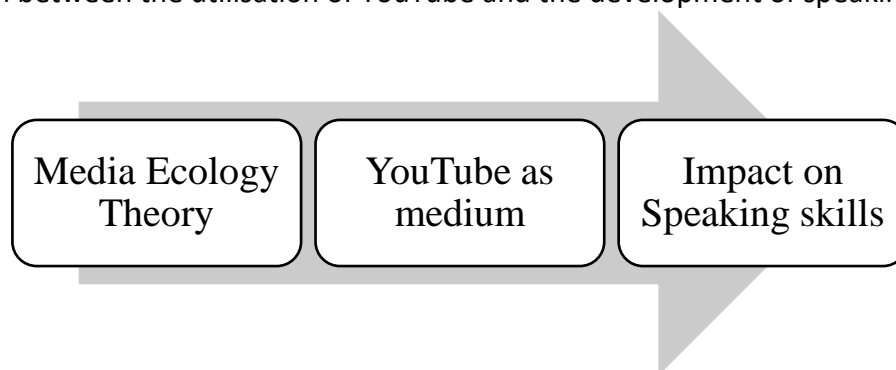 between the utilisation of YouTube and the development of
Media Ecology
Theory
YouTube as
medium
Impact on
Speaking skills